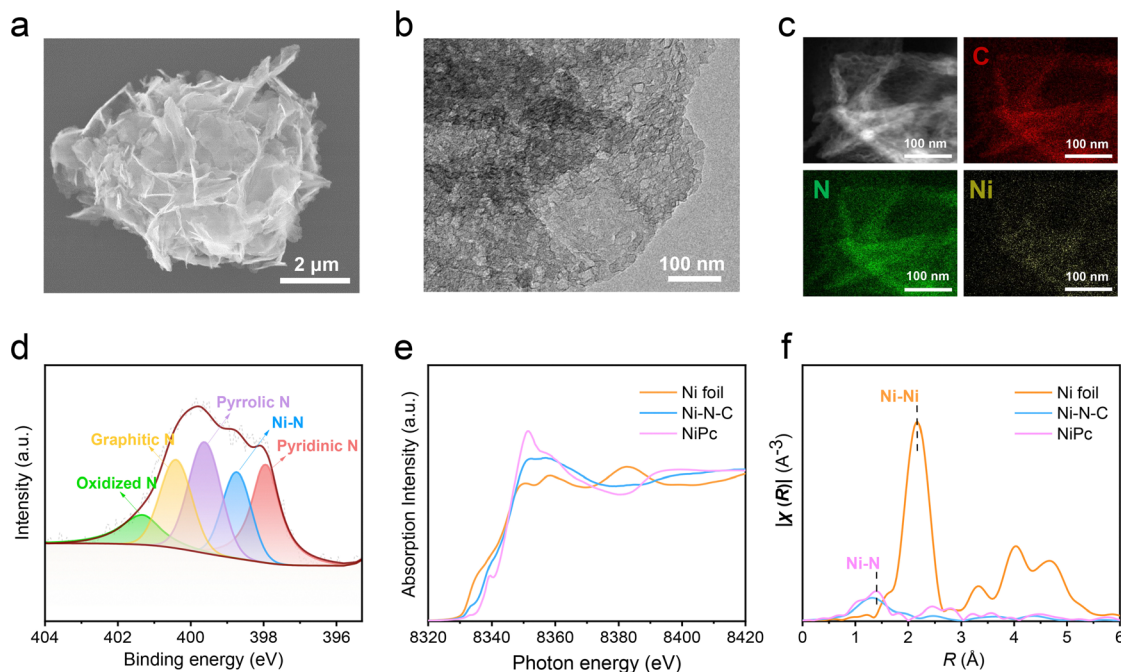 a
2 μm
b
100 nm
c
100 nm
C
100 nm
N
100 nm
Ni
100 nm
d
Intensity (a.u.)
Oxidized N
Graphitic N
Pyrrolic N
Ni-N
Pyridinic N
404
402
400
398
396
Binding energy (eV)
e
Absorption Intensity (a.u.)
Ni foil
Ni-N-C
NiPc
8320
8340
8360
8380
8400
8420
Photon energy (eV)
f
|χ (R)| (A⁻³)
Ni-Ni
Ni-N
Ni foil
Ni-N-C
NiPc
0
1
2
3
4
5
6
R (Å)